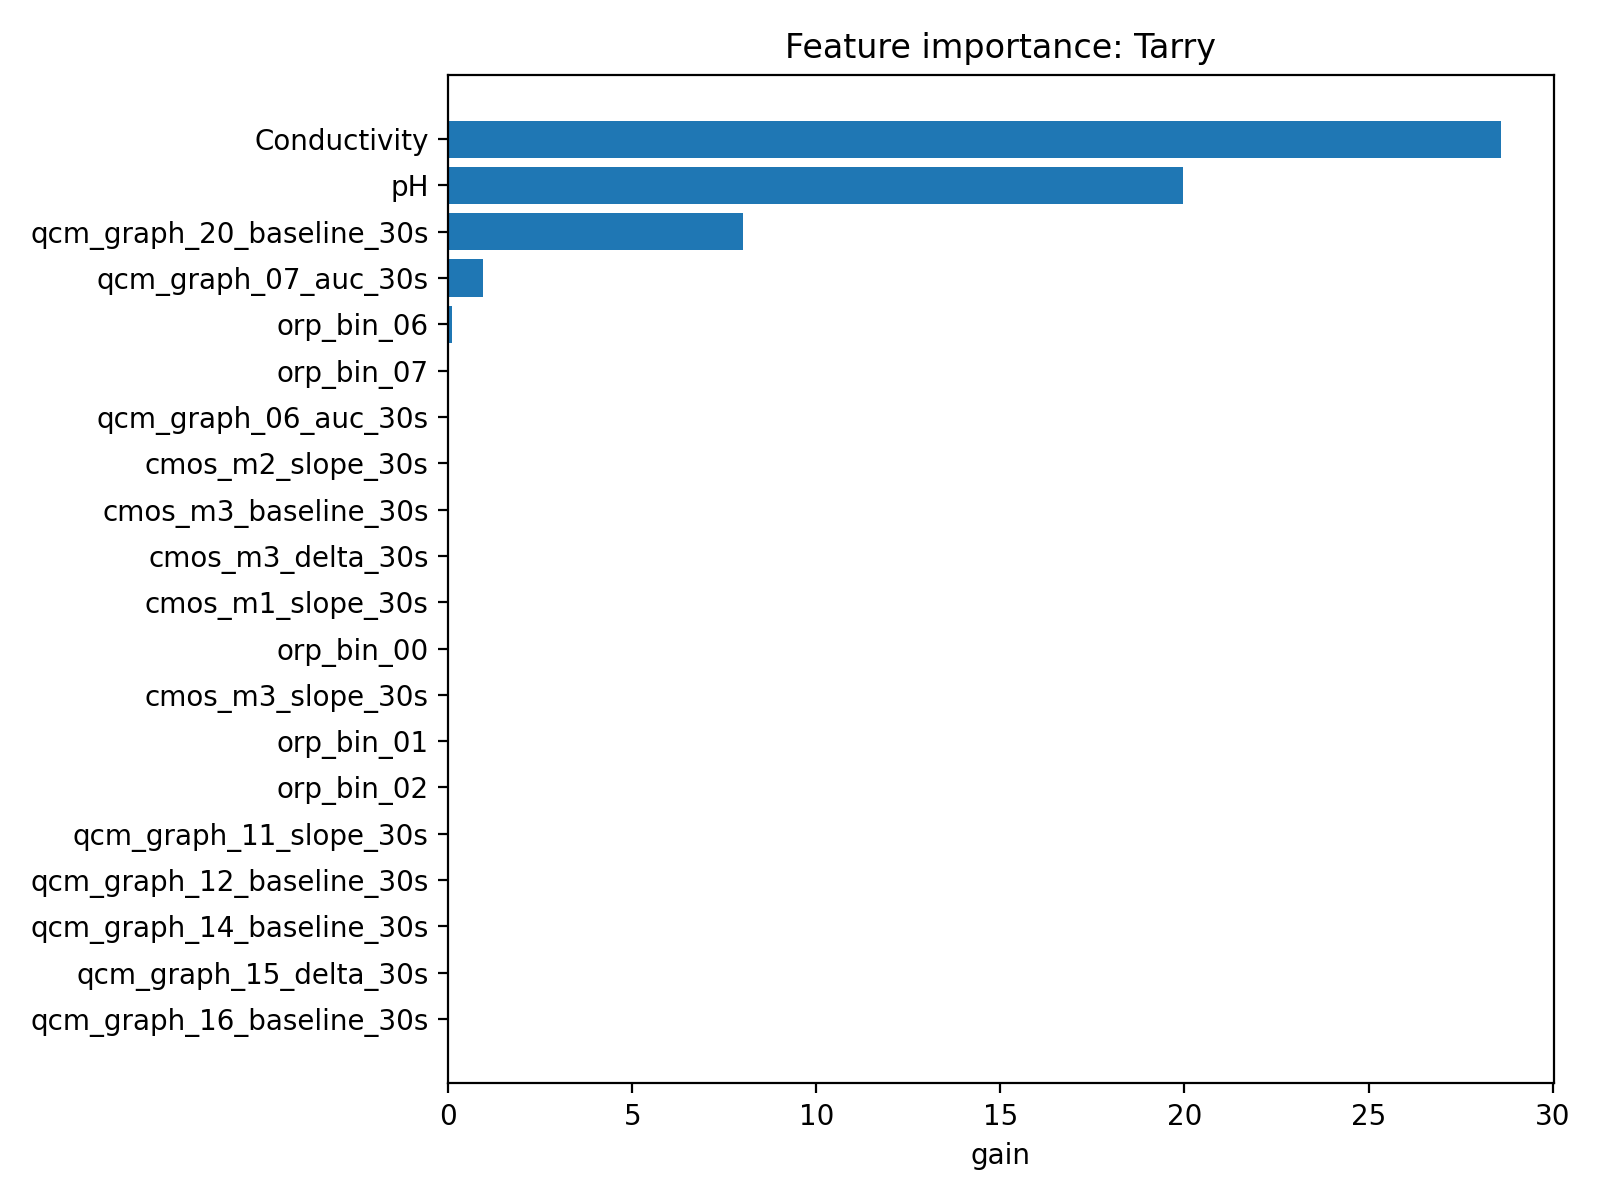 Feature importance: Tarry
Conductivity
pH
qcm_graph_20_baseline_30s
qcm_graph_07_auc_30s
orp_bin_06
orp_bin_07
qcm_graph_06_auc_30s
cmos_m2_slope_30s
cmos_m3_baseline_30s
cmos_m3_delta_30s
cmos_m1_slope_30s
orp_bin_00
cmos_m3_slope_30s
orp_bin_01
orp_bin_02
qcm_graph_11_slope_30s
qcm_graph_12_baseline_30s
qcm_graph_14_baseline_30s
qcm_graph_15_delta_30s
qcm_graph_16_baseline_30s
0 5 10 15 20 25 30
gain